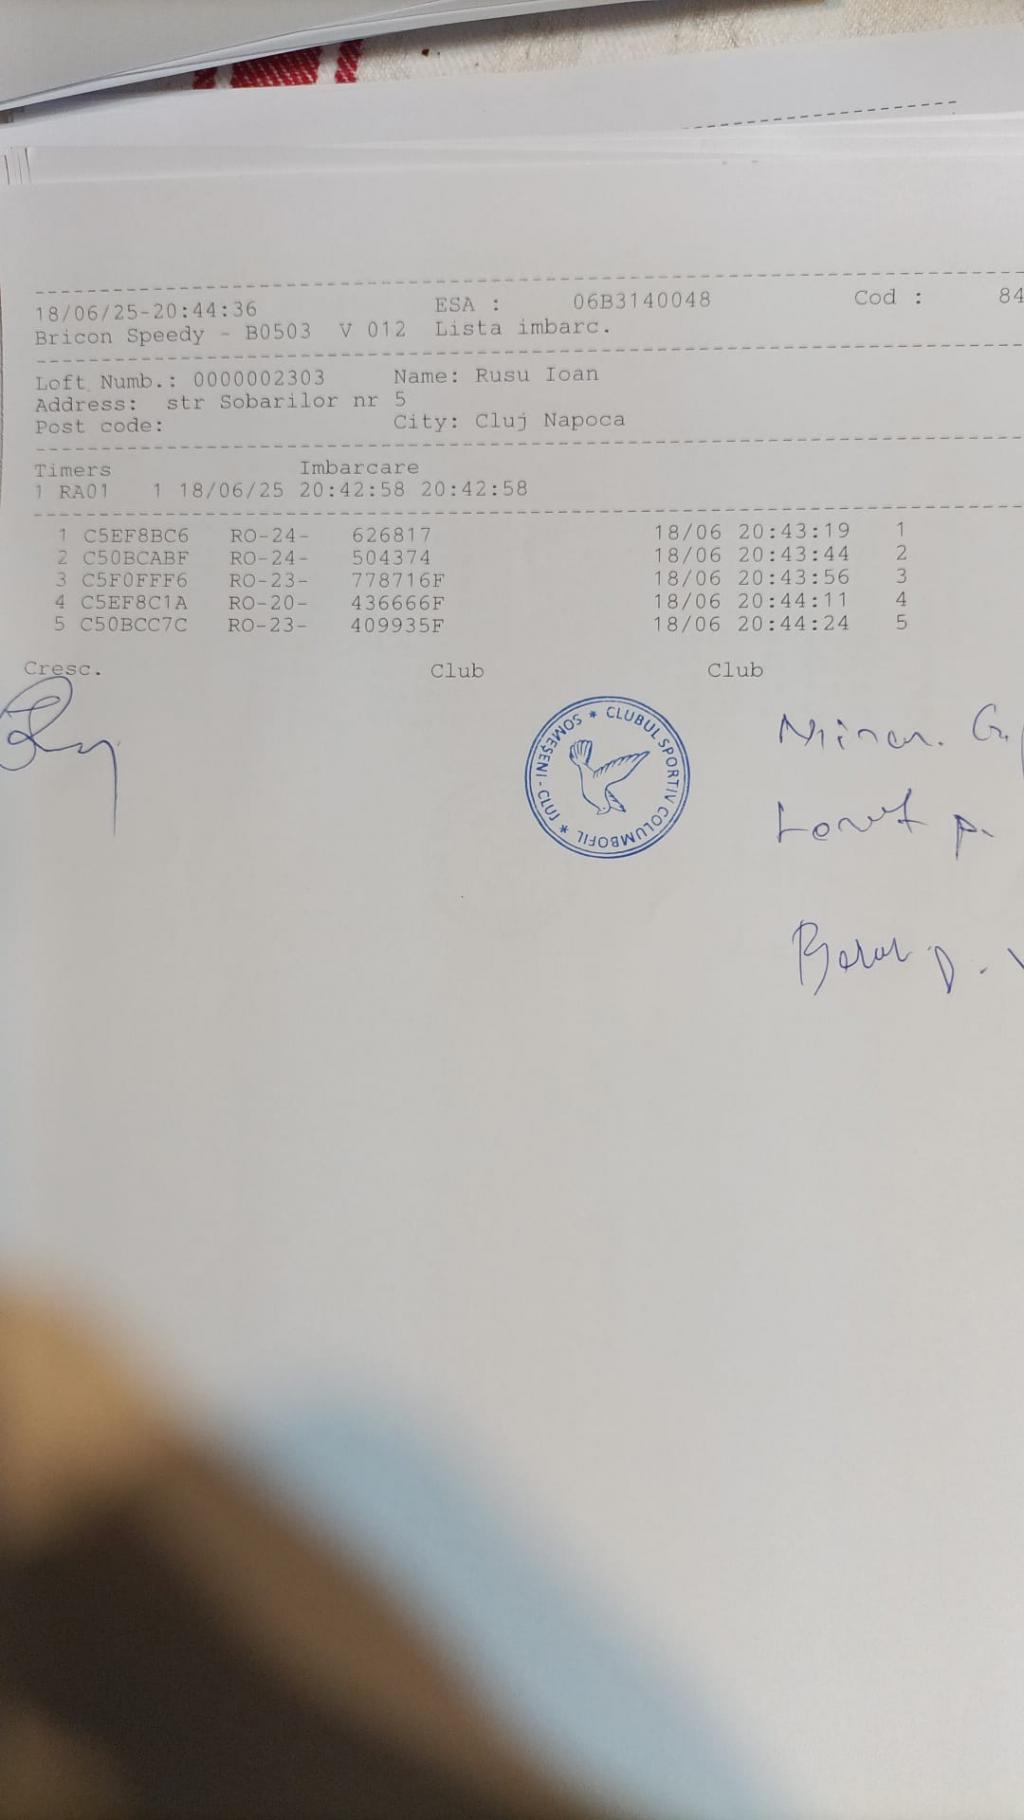 18/06/25-20:44:36 ESA : 06B3140048 Cod : 84
Bricon Speedy - B0503 V 012 Lista imbarc.
Loft Numb.: 0000002303 Name: Rusu Ioan
Address: str Sobarilor nr 5
Post code: City: Cluj Napoca
Timers Imbarcare
1 RA01 1 18/06/25 20:42:58 20:42:58
1 C5EF8BC6 RO-24- 626817 18/06 20:43:19 1
2 C50BCABF RO-24- 504374 18/06 20:43:44 2
3 C5F0FFF6 RO-23- 778716F 18/06 20:43:56 3
4 C5EF8C1A RO-20- 436666F 18/06 20:44:11 4
5 C50BCC7C RO-23- 409935F 18/06 20:44:24 5
Cresc. Club Club
* CLUBUL SPORTIV COLUMBOFIL * CLUJ - SOMEȘENI